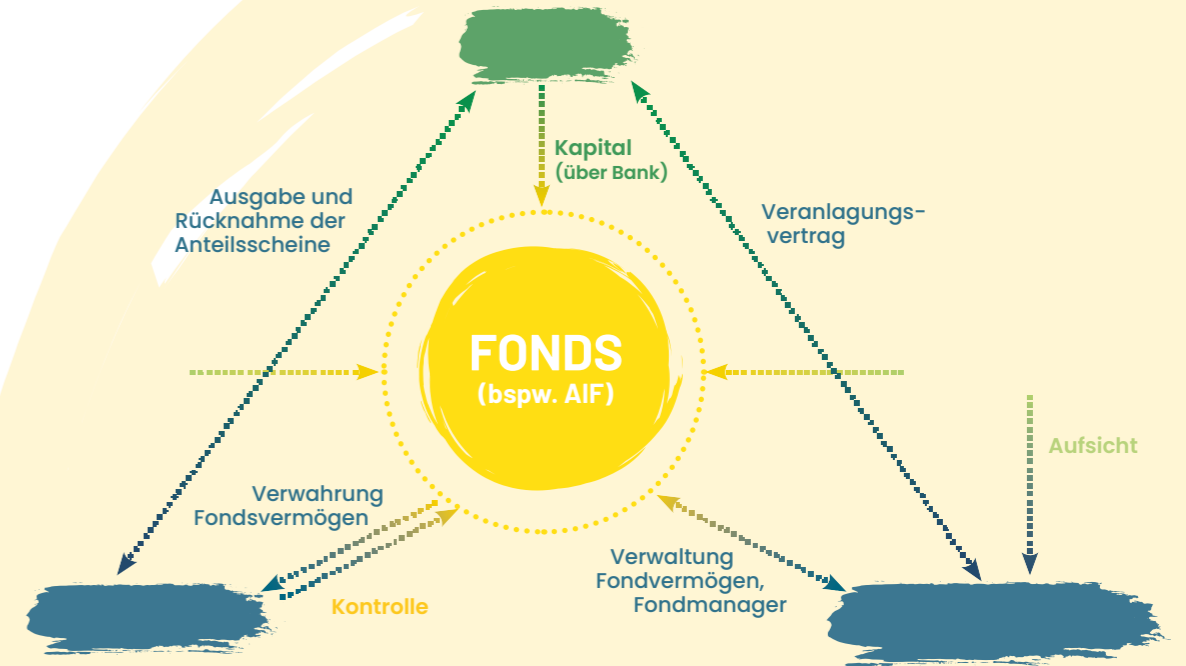 Kapital
(über Bank)
Ausgabe und
Rücknahme der
Anteilsscheine
Veranlagungs-
vertrag
FONDS
(bspw. AIF)
Aufsicht
Verwahrung
Fondsvermögen
Kontrolle
Verwaltung
Fondvermögen,
Fondmanager